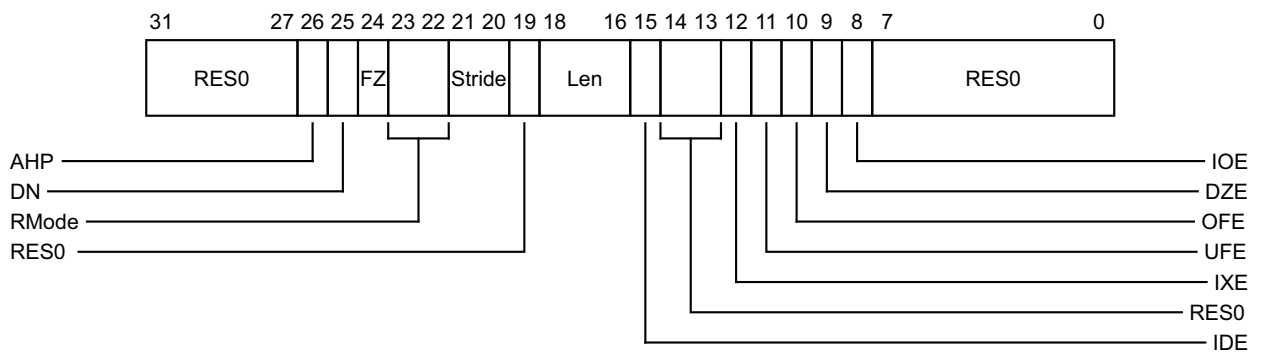 31 27 26 25 24 23 22 21 20 19 18 16 15 14 13 12 11 10 9 8 7 0
RES0 FZ Stride Len RES0
AHP IOE
DN DZE
RMode OFE
RES0 UFE
IXE
RES0
IDE